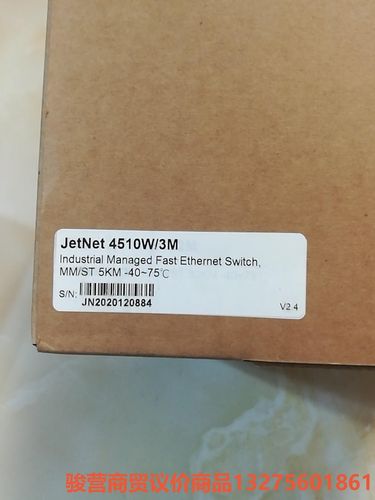 JetNet 4510W/3M
Industrial Managed Fast Ethernet Switch,
MM/ST 5KM -40~75℃
S/N:
JN2020120884
V2.4
骏营商贸议价商品13275601861